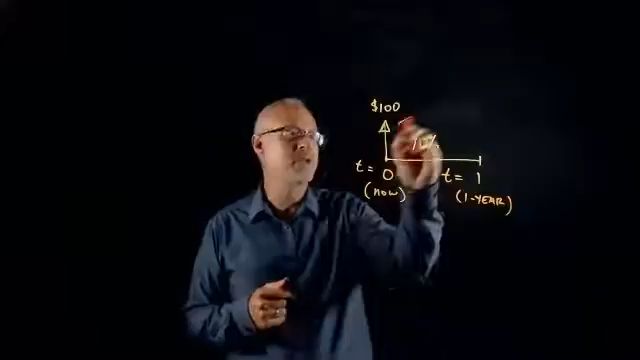 $100
10%
t = 0 t = 1
(NOW) (1-YEAR)